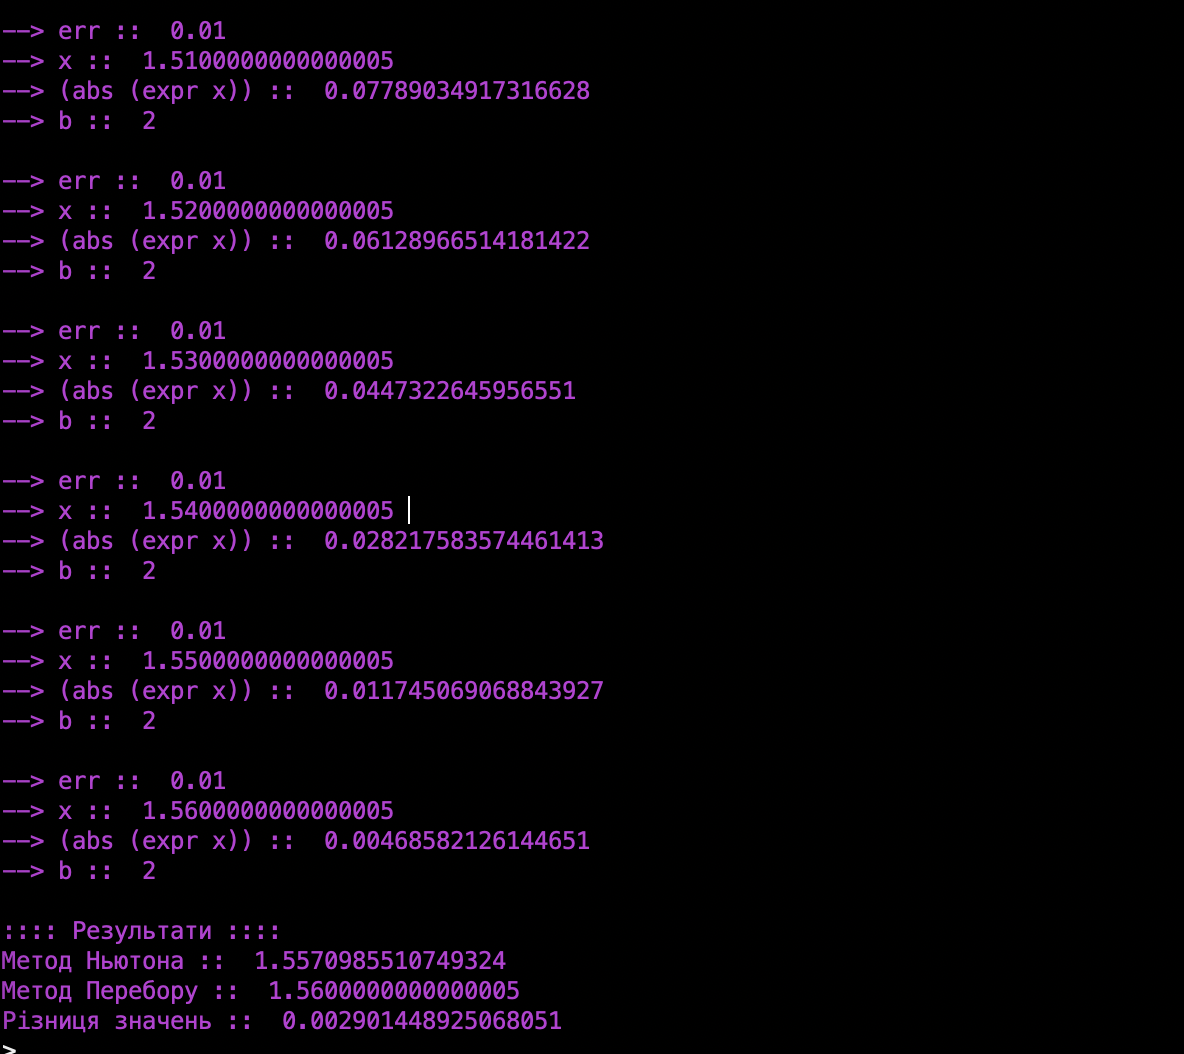 --> err ::  0.01
--> x ::  1.5100000000000005
--> (abs (expr x)) ::  0.07789034917316628
--> b ::  2
--> err ::  0.01
--> x ::  1.5200000000000005
--> (abs (expr x)) ::  0.06128966514181422
--> b ::  2
--> err ::  0.01
--> x ::  1.5300000000000005
--> (abs (expr x)) ::  0.0447322645956551
--> b ::  2
--> err ::  0.01
--> x ::  1.5400000000000005
--> (abs (expr x)) ::  0.028217583574461413
--> b ::  2
--> err ::  0.01
--> x ::  1.5500000000000005
--> (abs (expr x)) ::  0.011745069068843927
--> b ::  2
--> err ::  0.01
--> x ::  1.5600000000000005
--> (abs (expr x)) ::  0.00468582126144651
--> b ::  2
:::: Результати ::::
Метод Ньютона ::  1.5570985510749324
Метод Перебору ::  1.5600000000000005
Різниця значень ::  0.002901448925068051
>